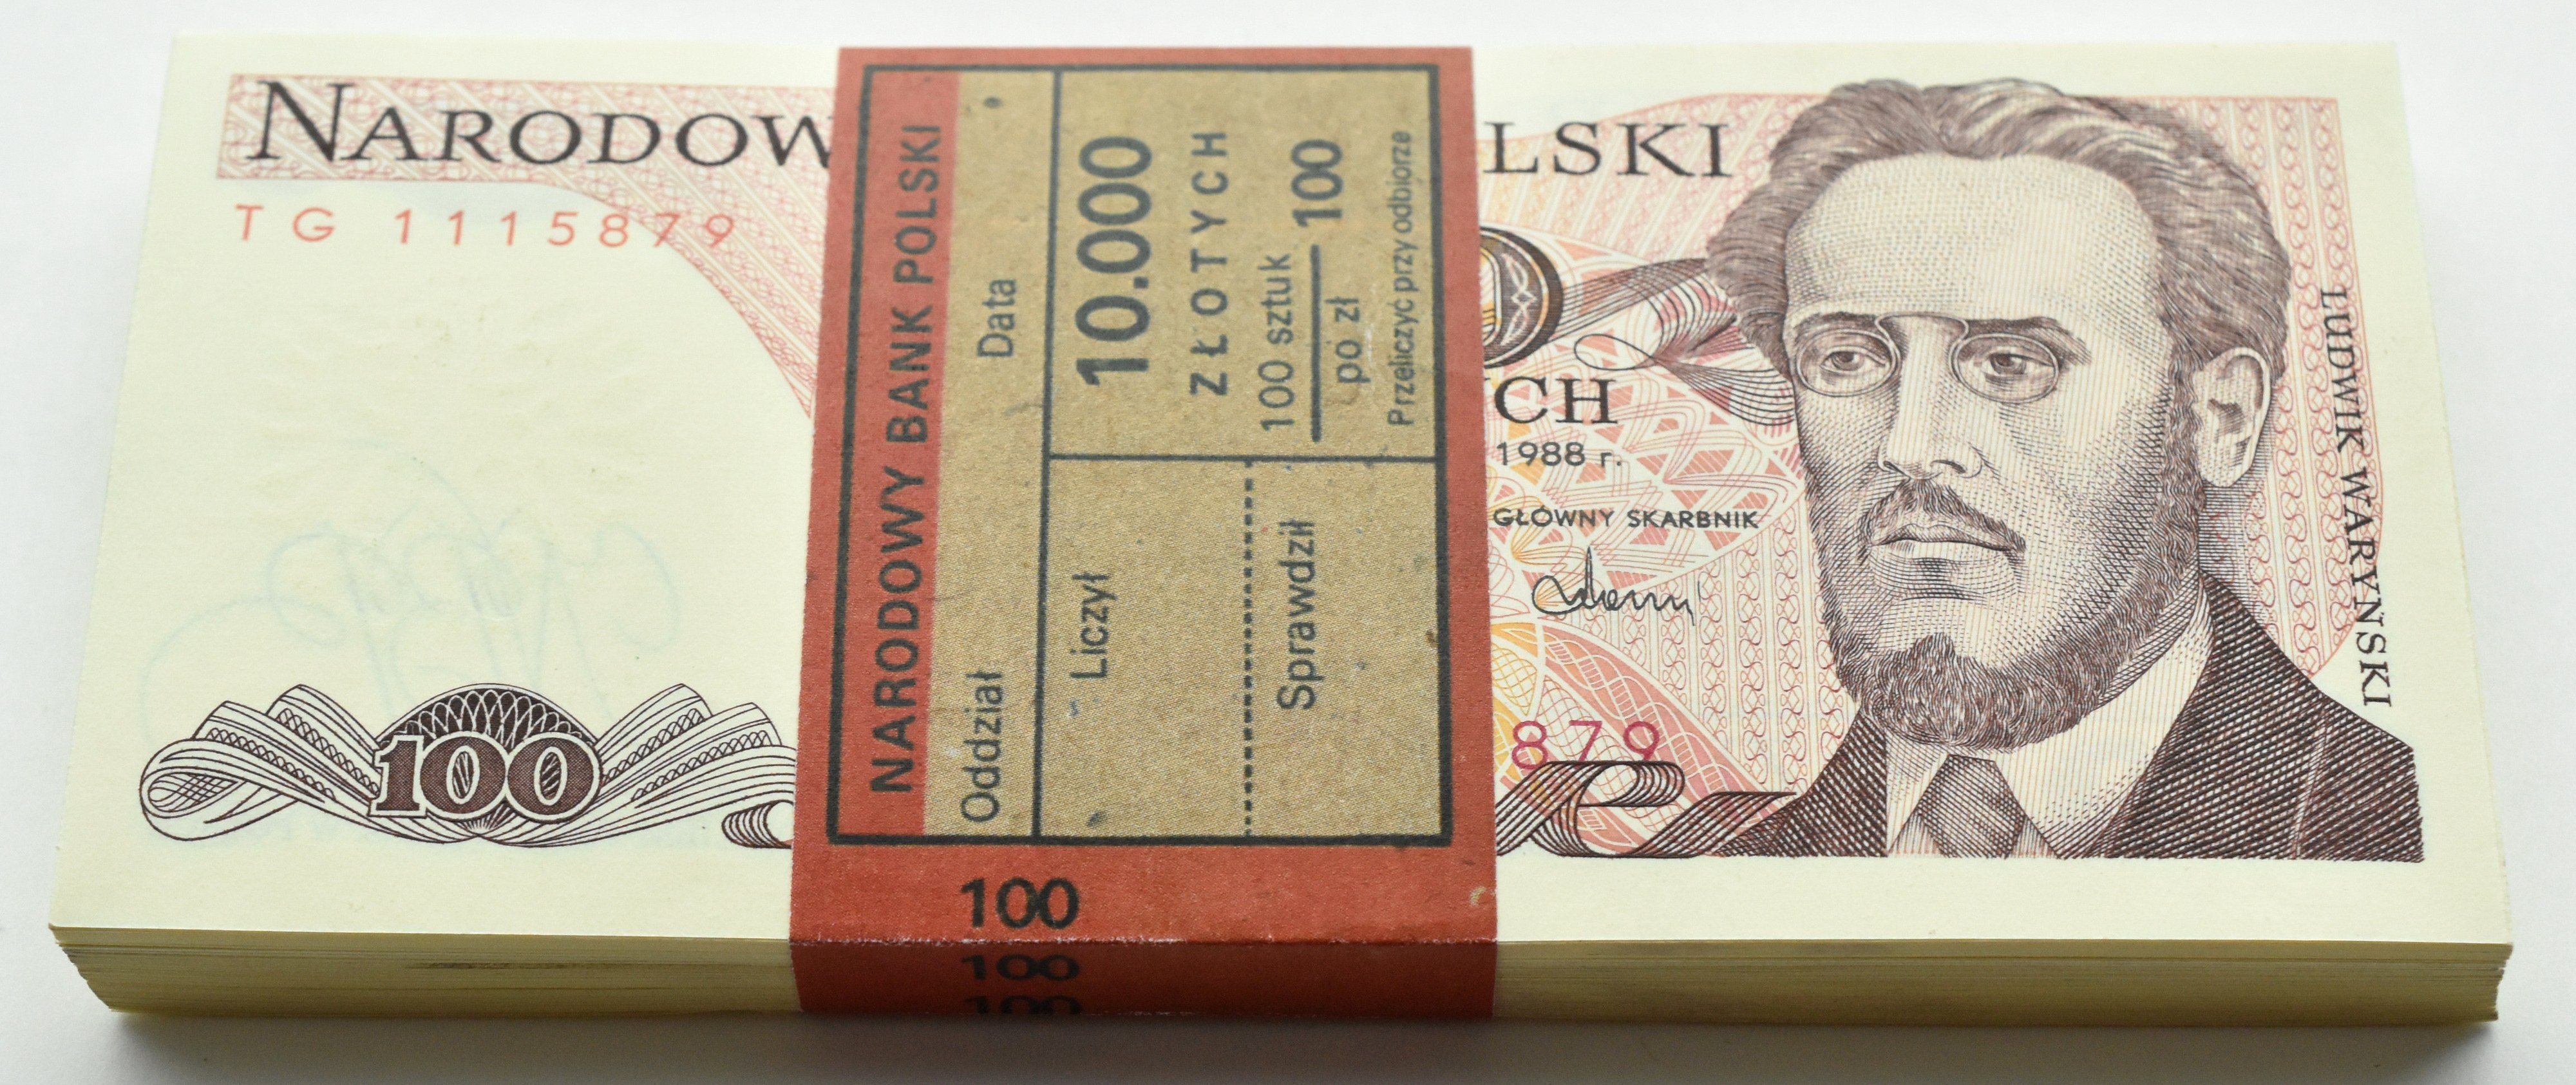 NARODOW
LSKI
TG 1115879
CH
1988 r.
GŁÓWNY SKARBNIK
879
LUDWIK WARYŃSKI
100
NARODOWY BANK POLSKI
Oddział Data
10.000
ZŁOTYCH
100 sztuk
po zł 100
Przeliczyć przy odbiorze
Liczył
Sprawdził
100
100
100